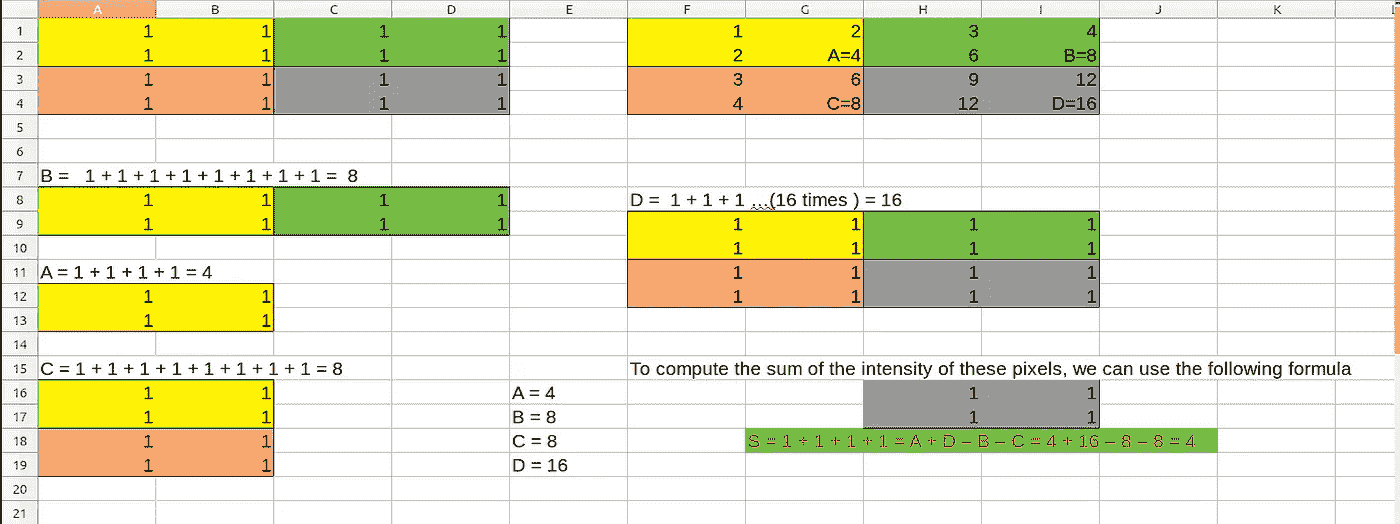 A B C D E F G H I J K
1 1 1 1 1 1 2 3 4
2 1 1 1 1 2 A=4 6 B=8
3 1 1 1 1 3 6 9 12
4 1 1 1 1 4 C=8 12 D=16
5
6
7 B = 1 + 1 + 1 + 1 + 1 + 1 + 1 + 1 = 8
8 1 1 1 1 D = 1 + 1 + 1 ...(16 times ) = 16
9 1 1 1 1 1 1 1 1
10 1 1 1 1
11 A = 1 + 1 + 1 + 1 = 4 1 1 1 1
12 1 1 1 1 1 1
13 1 1
14
15 C = 1 + 1 + 1 + 1 + 1 + 1 + 1 + 1 = 8 To compute the sum of the intensity of these pixels, we can use the following formula
16 1 1 A = 4 1 1
17 1 1 B = 8 1 1
18 1 1 C = 8 S = 1 + 1 + 1 + 1 = A + D – B – C = 4 + 16 – 8 – 8 = 4
19 1 1 D = 16
20
21